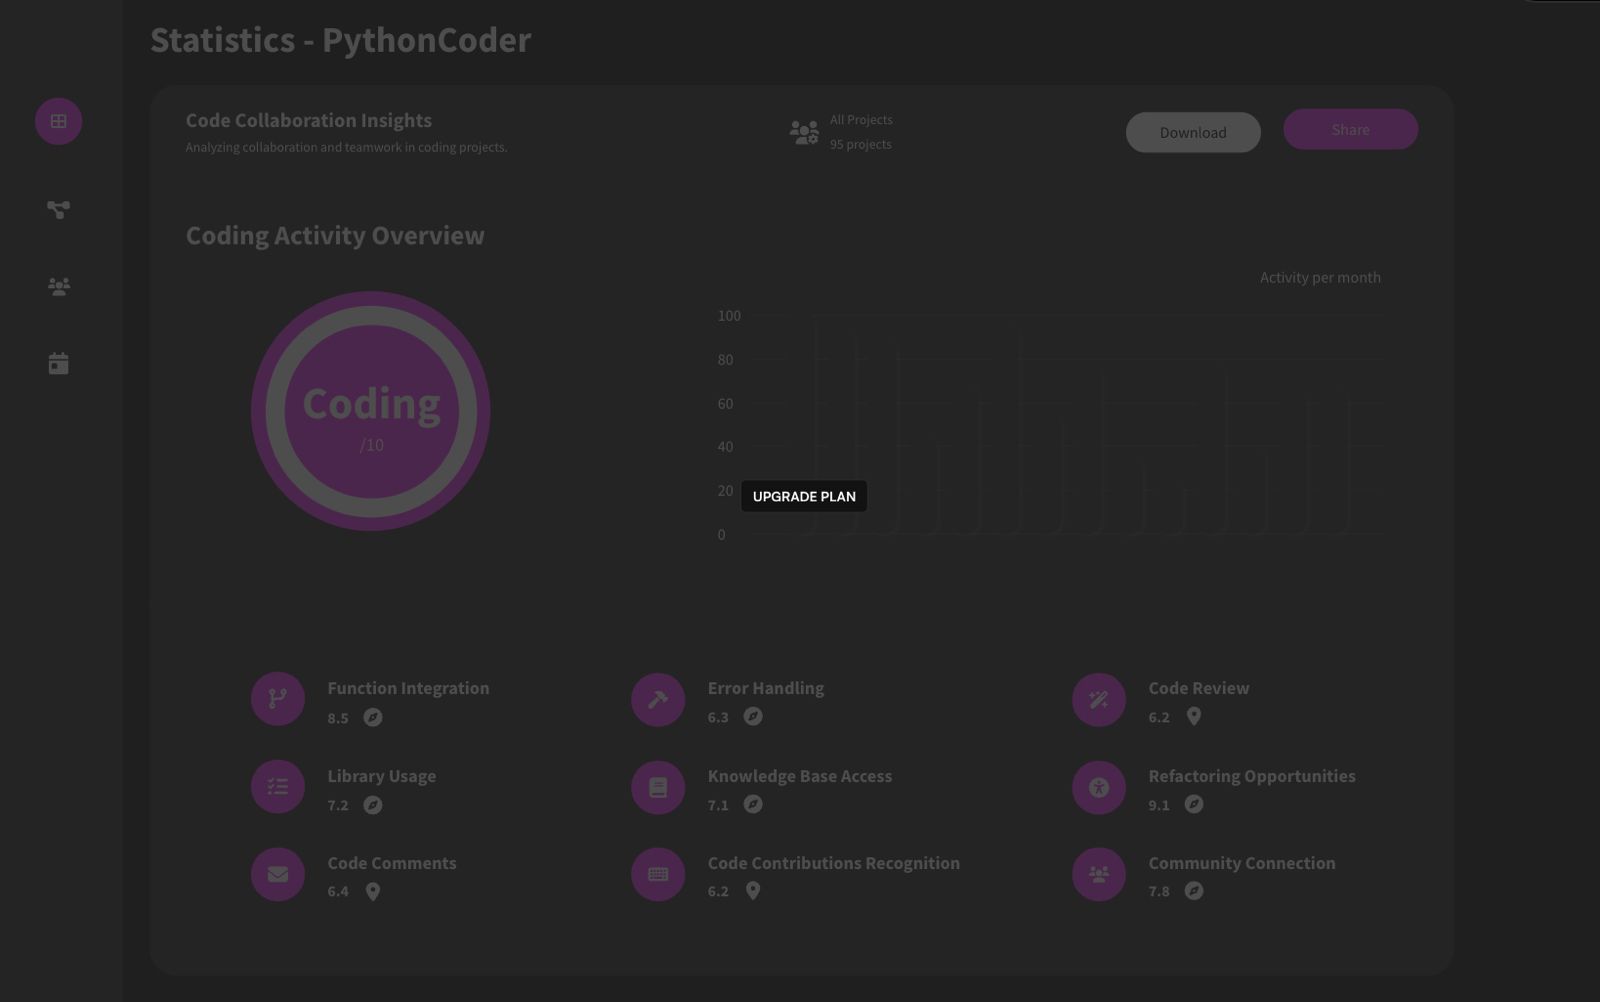 Statistics - PythonCoder
Code Collaboration Insights
Analyzing collaboration and teamwork in coding projects.
All Projects
95 projects
Download
Share
Coding Activity Overview
Activity per month
Coding
/10
100
80
60
40
20
0
UPGRADE PLAN
Function Integration
8.5
Error Handling
6.3
Code Review
6.2
Library Usage
7.2
Knowledge Base Access
7.1
Refactoring Opportunities
9.1
Code Comments
6.4
Code Contributions Recognition
6.2
Community Connection
7.8